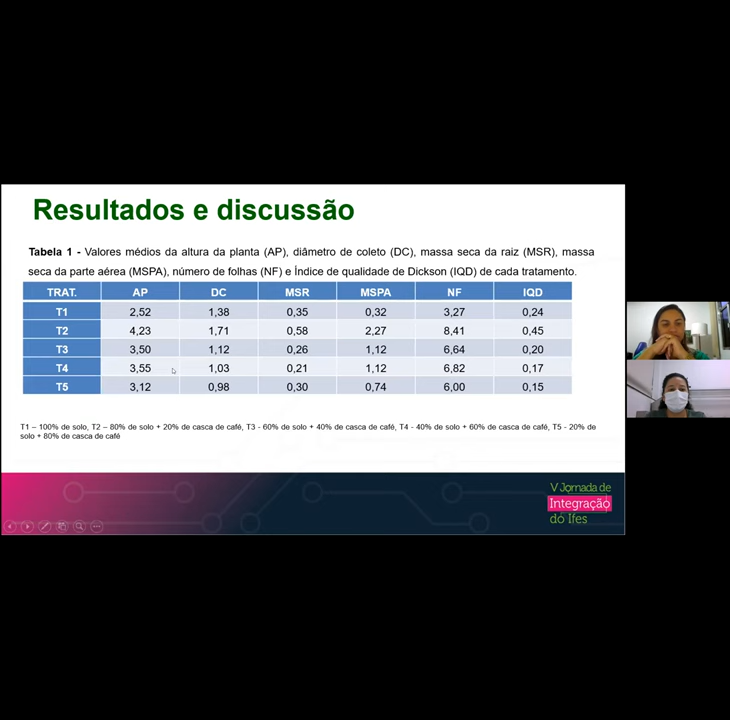 Resultados e discussão
Tabela 1 - Valores médios da altura da planta (AP), diâmetro de coleto (DC), massa seca da raiz (MSR), massa
seca da parte aérea (MSPA), número de folhas (NF) e Índice de qualidade de Dickson (IQD) de cada tratamento.
TRAT. AP DC MSR MSPA NF IQD
T1 2,52 1,38 0,35 0,32 3,27 0,24
T2 4,23 1,71 0,58 2,27 8,41 0,45
T3 3,50 1,12 0,26 1,12 6,64 0,20
T4 3,55 1,03 0,21 1,12 6,82 0,17
T5 3,12 0,98 0,30 0,74 6,00 0,15
T1 – 100% de solo, T2 – 80% de solo + 20% de casca de café, T3 - 60% de solo + 40% de casca de café, T4 - 40% de solo + 60% de casca de café, T5 - 20% de
solo + 80% de casca de café
V Jornada de
Integração
do Ifes